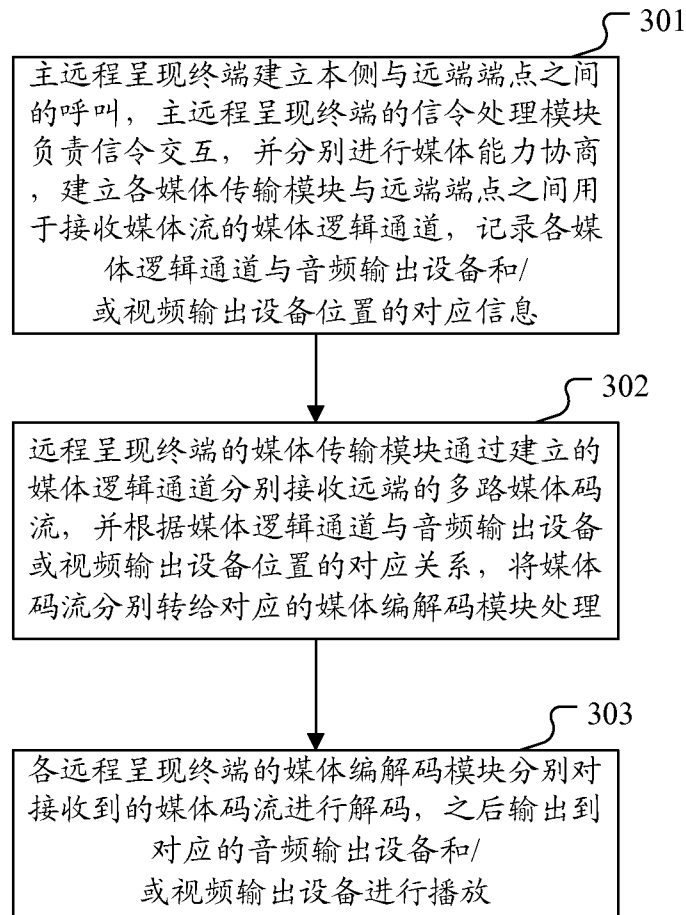 301
主远程呈现终端建立本侧与远端端点之间
的呼叫，主远程呈现终端的信令处理模块
负责信令交互，并分别进行媒体能力协商
，建立各媒体传输模块与远端端点之间用
于接收媒体流的媒体逻辑通道，记录各媒
体逻辑通道与音频输出设备和/
或视频输出设备位置的对应信息
302
远程呈现终端的媒体传输模块通过建立的
媒体逻辑通道分别接收远端的多路媒体码
流，并根据媒体逻辑通道与音频输出设备
或视频输出设备位置的对应关系，将媒体
码流分别转给对应的媒体编解码模块处理
303
各远程呈现终端的媒体编解码模块分别对
接收到的媒体码流进行解码，之后输出到
对应的音频输出设备和/
或视频输出设备进行播放